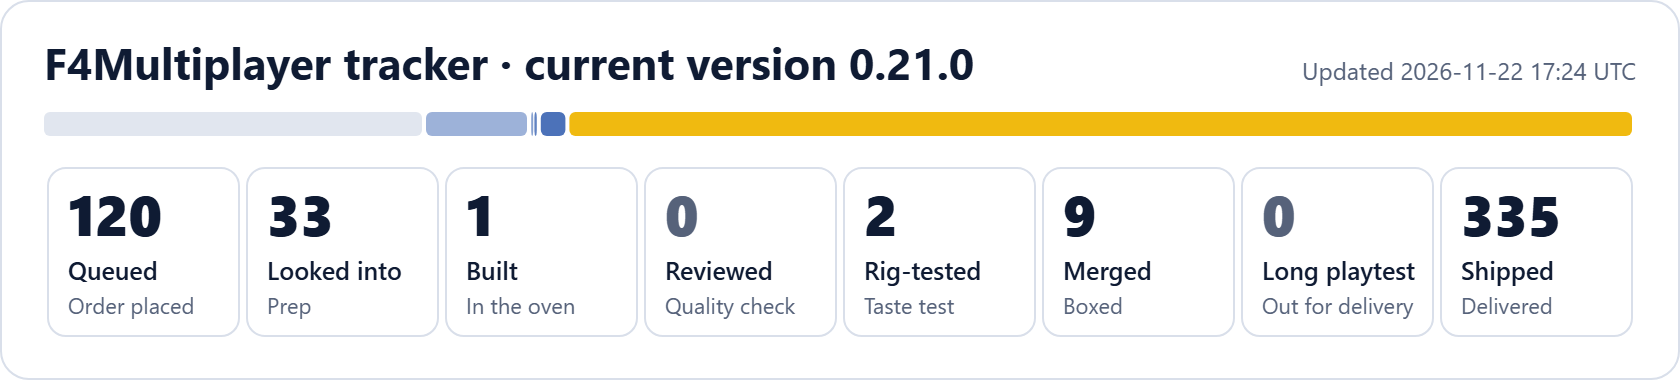 F4Multiplayer tracker · current version 0.21.0
Updated 2026-11-22 17:24 UTC
120
Queued
Order placed
33
Looked into
Prep
1
Built
In the oven
0
Reviewed
Quality check
2
Rig-tested
Taste test
9
Merged
Boxed
0
Long playtest
Out for delivery
335
Shipped
Delivered